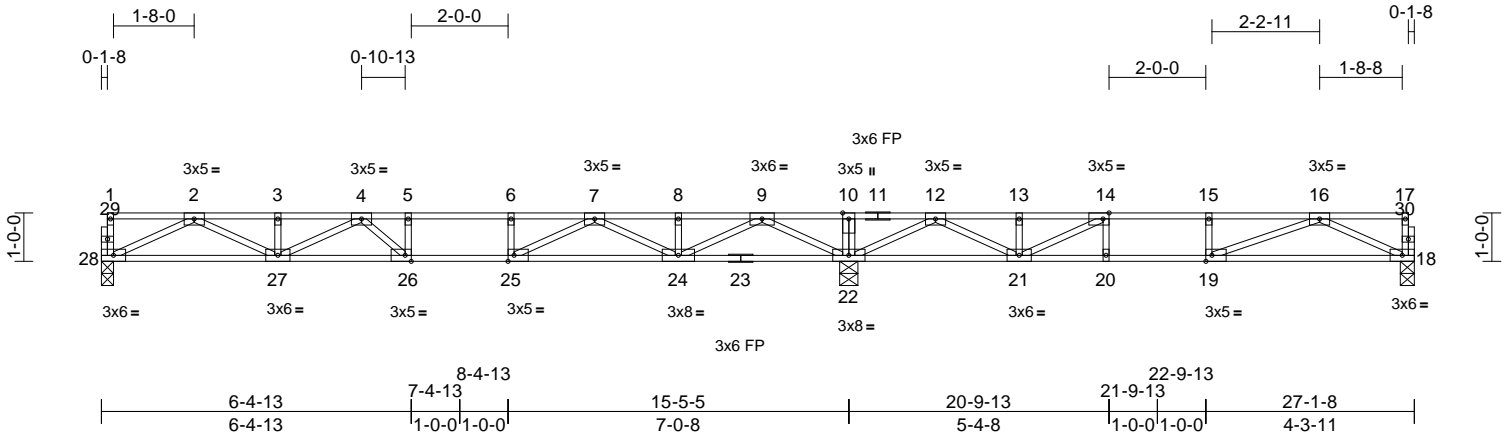 1-8-0 2-0-0 2-2-11 0-1-8
0-1-8 0-10-13 2-0-0 1-8-8
3x6 FP
3x5 = 3x5 = 3x5 = 3x6 = 3x5 II 3x5 = 3x5 = 3x5 =
1 2 3 4 5 6 7 8 9 10 11 12 13 14 15 16 17
29 30
1-0-0 1-0-0
28 18
27 26 25 24 23 22 21 20 19
3x6 = 3x6 = 3x5 = 3x5 = 3x8 = 3x8 = 3x6 = 3x5 = 3x6 =
3x6 FP
8-4-13 22-9-13
7-4-13 21-9-13
6-4-13 15-5-5 20-9-13 27-1-8
6-4-13 1-0-0 1-0-0 7-0-8 5-4-8 1-0-0 1-0-0 4-3-11